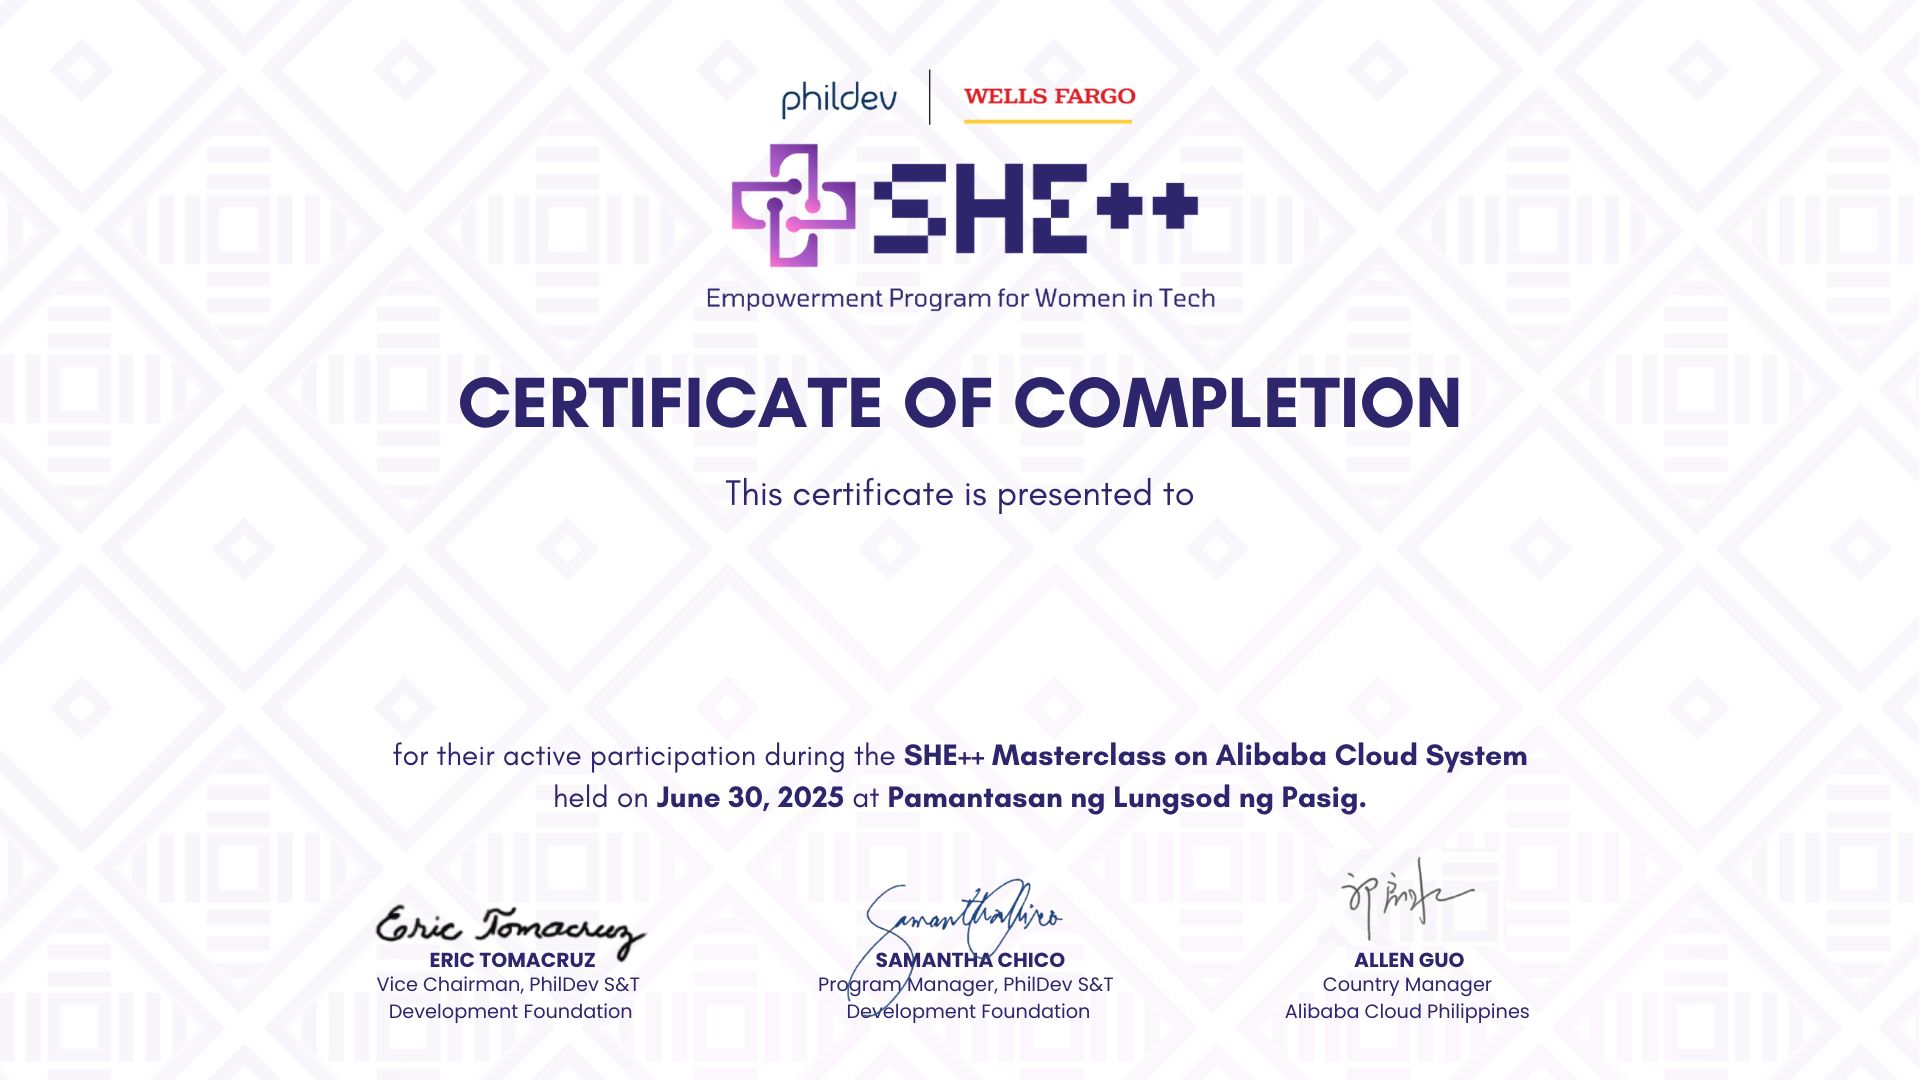 phildev | WELLS FARGO
SHE++
Empowerment Program for Women in Tech
CERTIFICATE OF COMPLETION
This certificate is presented to
for their active participation during the SHE++ Masterclass on Alibaba Cloud System
held on June 30, 2025 at Pamantasan ng Lungsod ng Pasig.
Eric Tomacruz
ERIC TOMACRUZ
Vice Chairman, PhilDev S&T
Development Foundation
Samantha Chico
SAMANTHA CHICO
Program Manager, PhilDev S&T
Development Foundation
ALLEN GUO
Country Manager
Alibaba Cloud Philippines